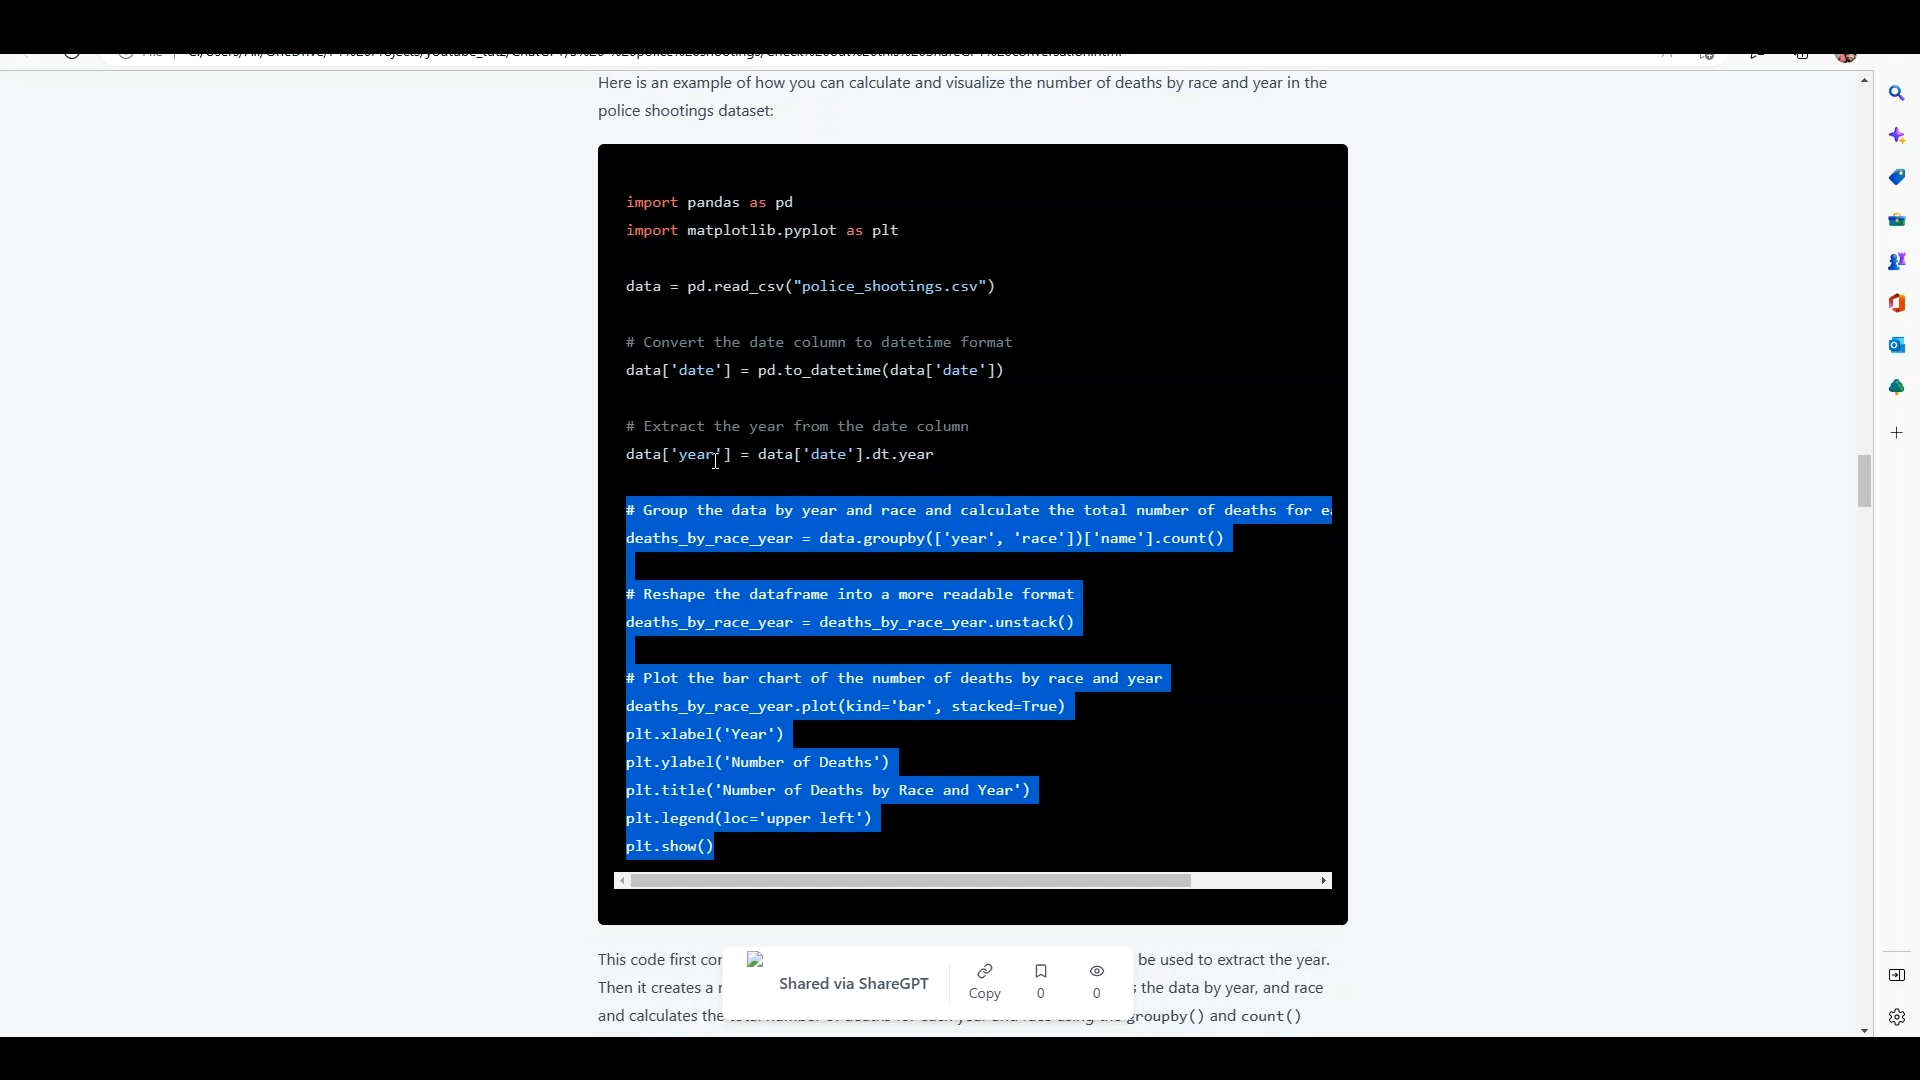 Here is an example of how you can calculate and visualize the number of deaths by race and year in the
police shootings dataset:
import pandas as pd
import matplotlib.pyplot as plt
data = pd.read_csv("police_shootings.csv")
# Convert the date column to datetime format
data['date'] = pd.to_datetime(data['date'])
# Extract the year from the date column
data['year'] = data['date'].dt.year
# Group the data by year and race and calculate the total number of deaths for
deaths_by_race_year = data.groupby(['year', 'race'])['name'].count()
# Reshape the dataframe into a more readable format
deaths_by_race_year = deaths_by_race_year.unstack()
# Plot the bar chart of the number of deaths by race and year
deaths_by_race_year.plot(kind='bar', stacked=True)
plt.xlabel('Year')
plt.ylabel('Number of Deaths')
plt.title('Number of Deaths by Race and Year')
plt.legend(loc='upper left')
plt.show()
This code first be used to extract the year.
Then it creates a the data by year, and race
and calculates the groupby() and count()
Shared via ShareGPT
Copy
0
0